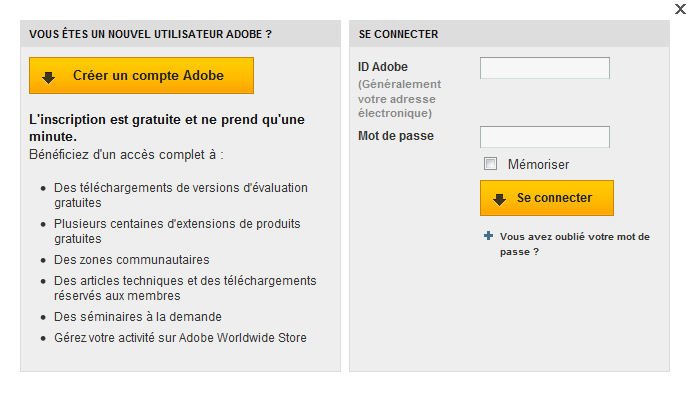 VOUS ÊTES UN NOUVEL UTILISATEUR ADOBE ?
Créer un compte Adobe
L'inscription est gratuite et ne prend qu'une
minute.
Bénéficiez d'un accès complet à :
Des téléchargements de versions d'évaluation
gratuites
Plusieurs centaines d'extensions de produits
gratuites
Des zones communautaires
Des articles techniques et des téléchargements
réservés aux membres
Des séminaires à la demande
Gérez votre activité sur Adobe Worldwide Store
SE CONNECTER
ID Adobe
(Généralement
votre adresse
électronique)
Mot de passe
Mémoriser
Se connecter
Vous avez oublié votre mot de
passe ?